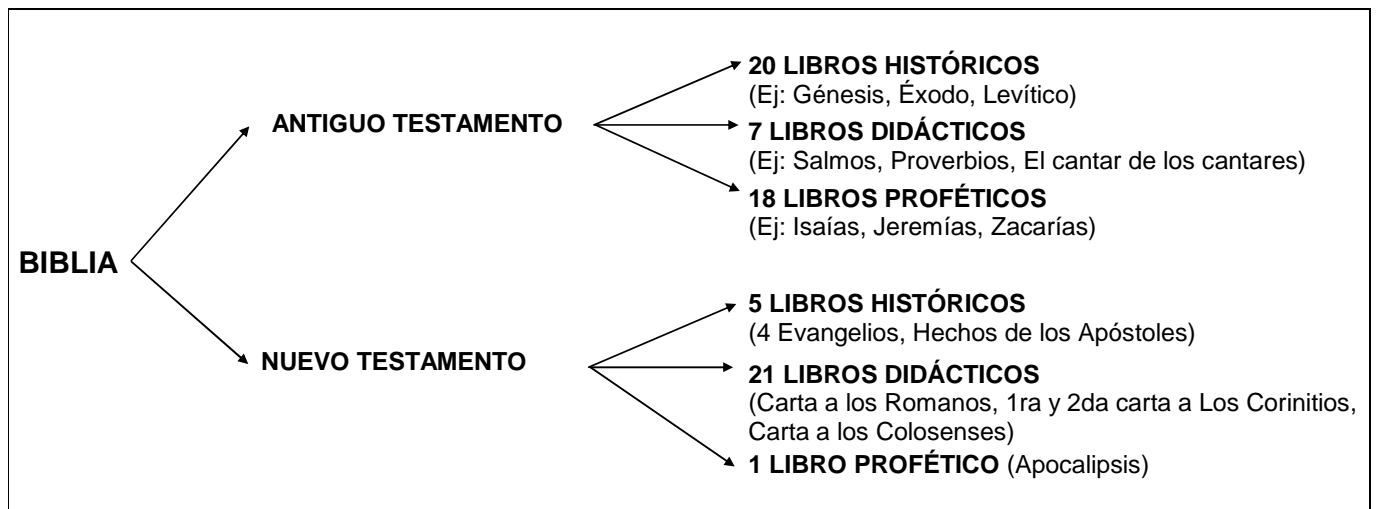 BIBLIA
ANTIGUO TESTAMENTO
20 LIBROS HISTÓRICOS
(Ej: Génesis, Éxodo, Levítico)
7 LIBROS DIDÁCTICOS
(Ej: Salmos, Proverbios, El cantar de los cantares)
18 LIBROS PROFÉTICOS
(Ej: Isaías, Jeremías, Zacarías)
NUEVO TESTAMENTO
5 LIBROS HISTÓRICOS
(4 Evangelios, Hechos de los Apóstoles)
21 LIBROS DIDÁCTICOS
(Carta a los Romanos, 1ra y 2da carta a Los Corinitios,
Carta a los Colosenses)
1 LIBRO PROFÉTICO (Apocalipsis)